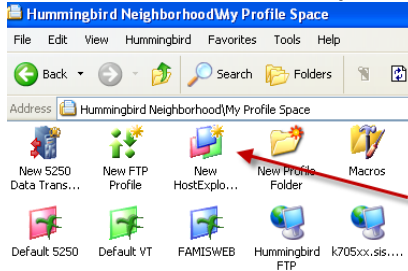 Hummingbird Neighborhood\My Profile Space
File Edit View Hummingbird Favorites Tools Help
Back Search Folders
Address Hummingbird Neighborhood\My Profile Space
New 5250 Data Trans...
New FTP Profile
New HostExplo...
New Profile Folder
Macros
Default 5250
Default VT
FAMISWEB
Hummingbird FTP
k705xx.sis....